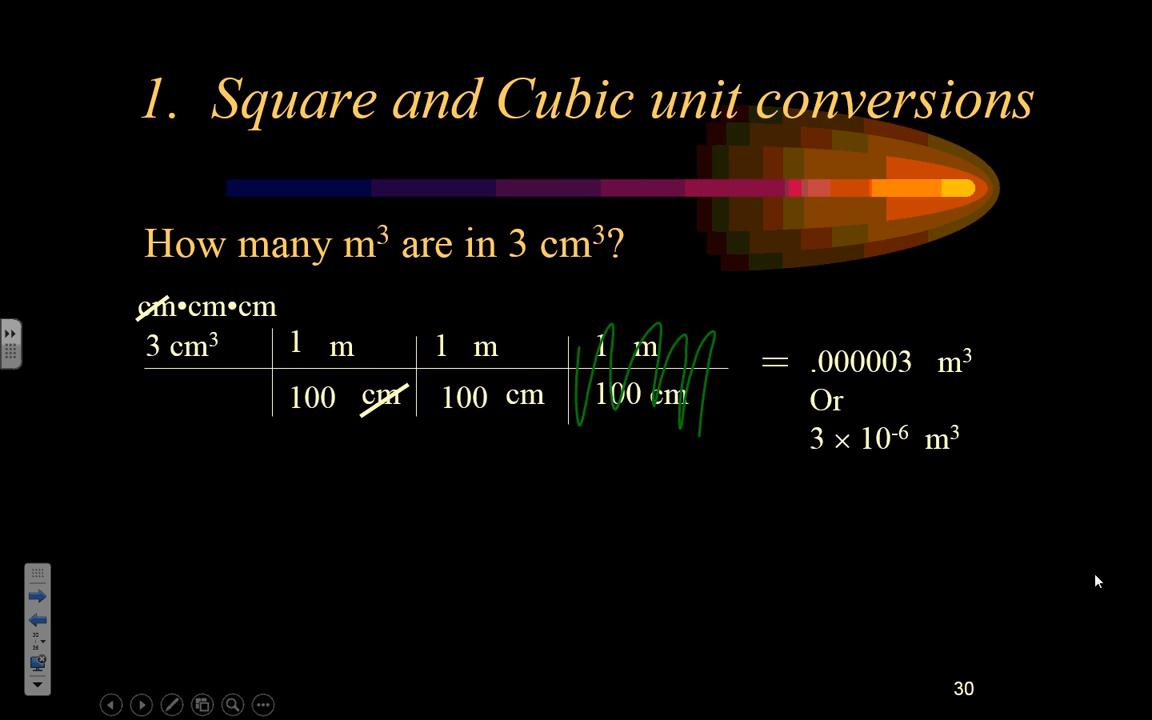 1. Square and Cubic unit conversions
How many m³ are in 3 cm³?
cm•cm•cm
3 cm³ 1 m 1 m 1 m
100 cm 100 cm 100 cm
= .000003 m³
Or
3 × 10⁻⁶ m³
30